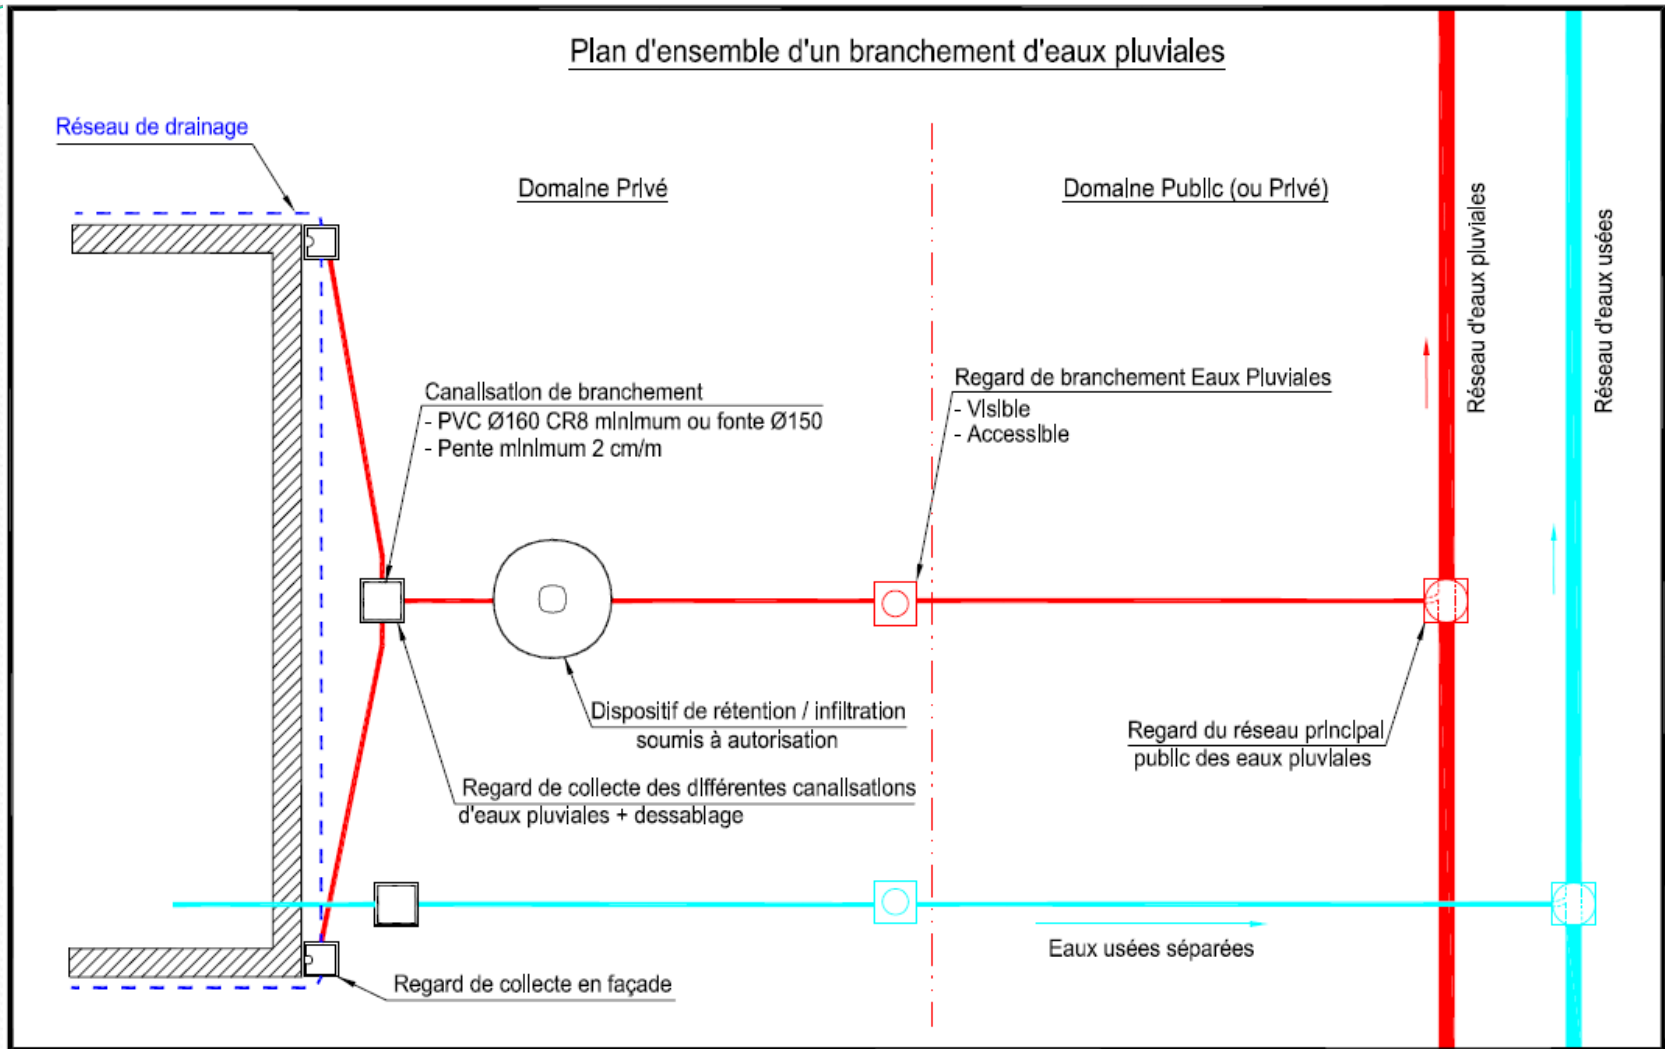 Plan d'ensemble d'un branchement d'eaux pluviales
Réseau de drainage
Domaine Privé
Domaine Public (ou Privé)
Réseau d'eaux pluviales
Réseau d'eaux usées
Canalisation de branchement
- PVC Ø160 CR8 minimum ou fonte Ø150
- Pente minimum 2 cm/m
Regard de branchement Eaux Pluviales
- Visible
- Accessible
Dispositif de rétention / infiltration
soumis à autorisation
Regard du réseau principal
public des eaux pluviales
Regard de collecte des différentes canalisations
d'eaux pluviales + dessablage
Eaux usées séparées
Regard de collecte en façade